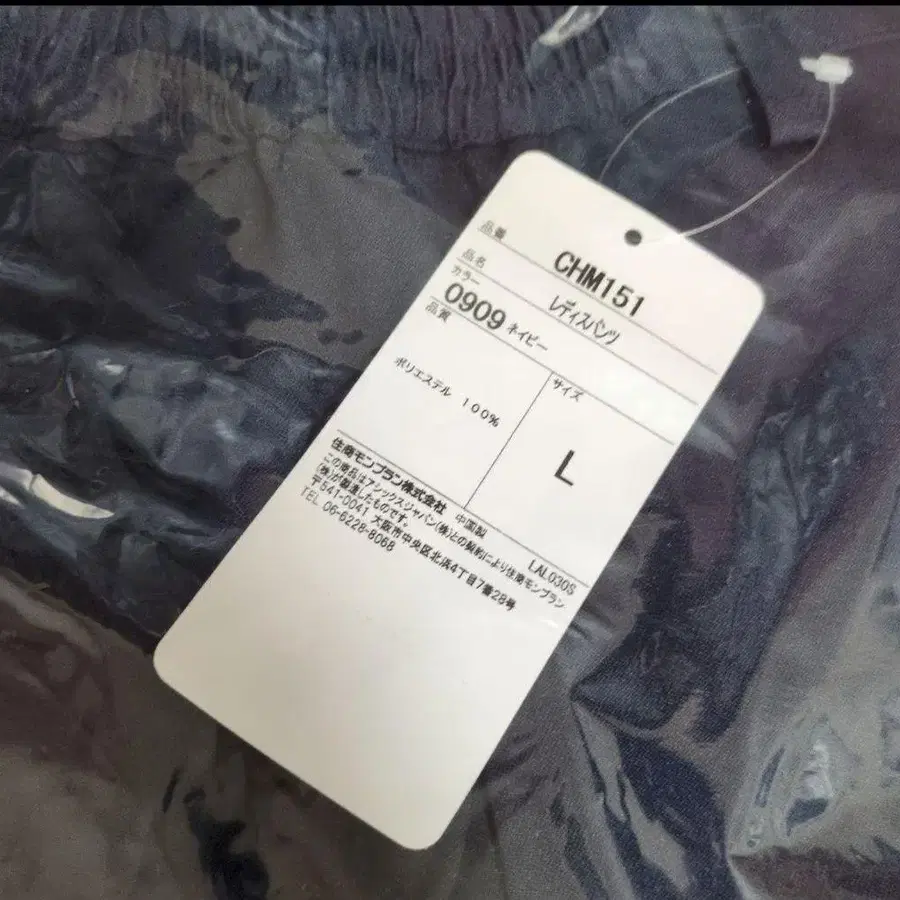 品番 CHM151
品名 レディスパンツ
カラー 0909 ネイビー
品質 サイズ
ポリエステル 100%
L
住商モンブラン株式会社 中国製 LAL030S
この商品はアシックスジャパン(株)との契約により住商モンブラン
(株)が製造したものです。
〒541-0041 大阪市中央区北浜4丁目7番28号
TEL 06-6228-8068